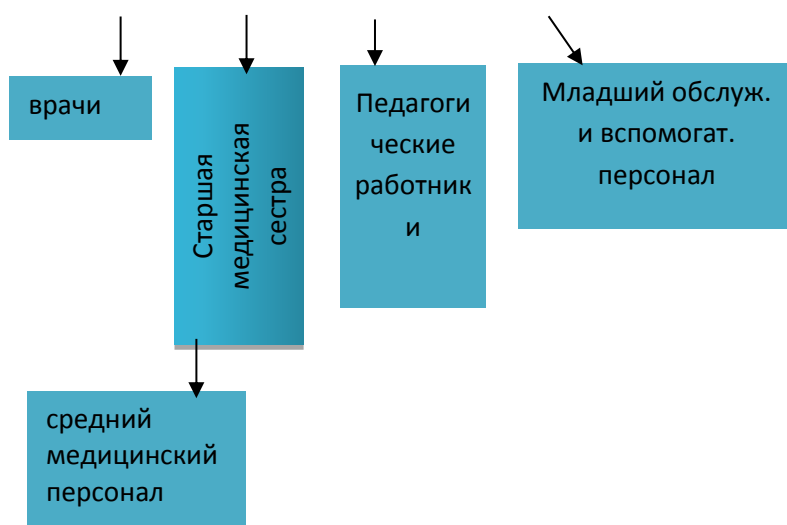 врачи
Старшая
медицинская
сестра
Педагоги
ческие
работник
и
Младший обслуж.
и вспомогат.
персонал
средний
медицинский
персонал